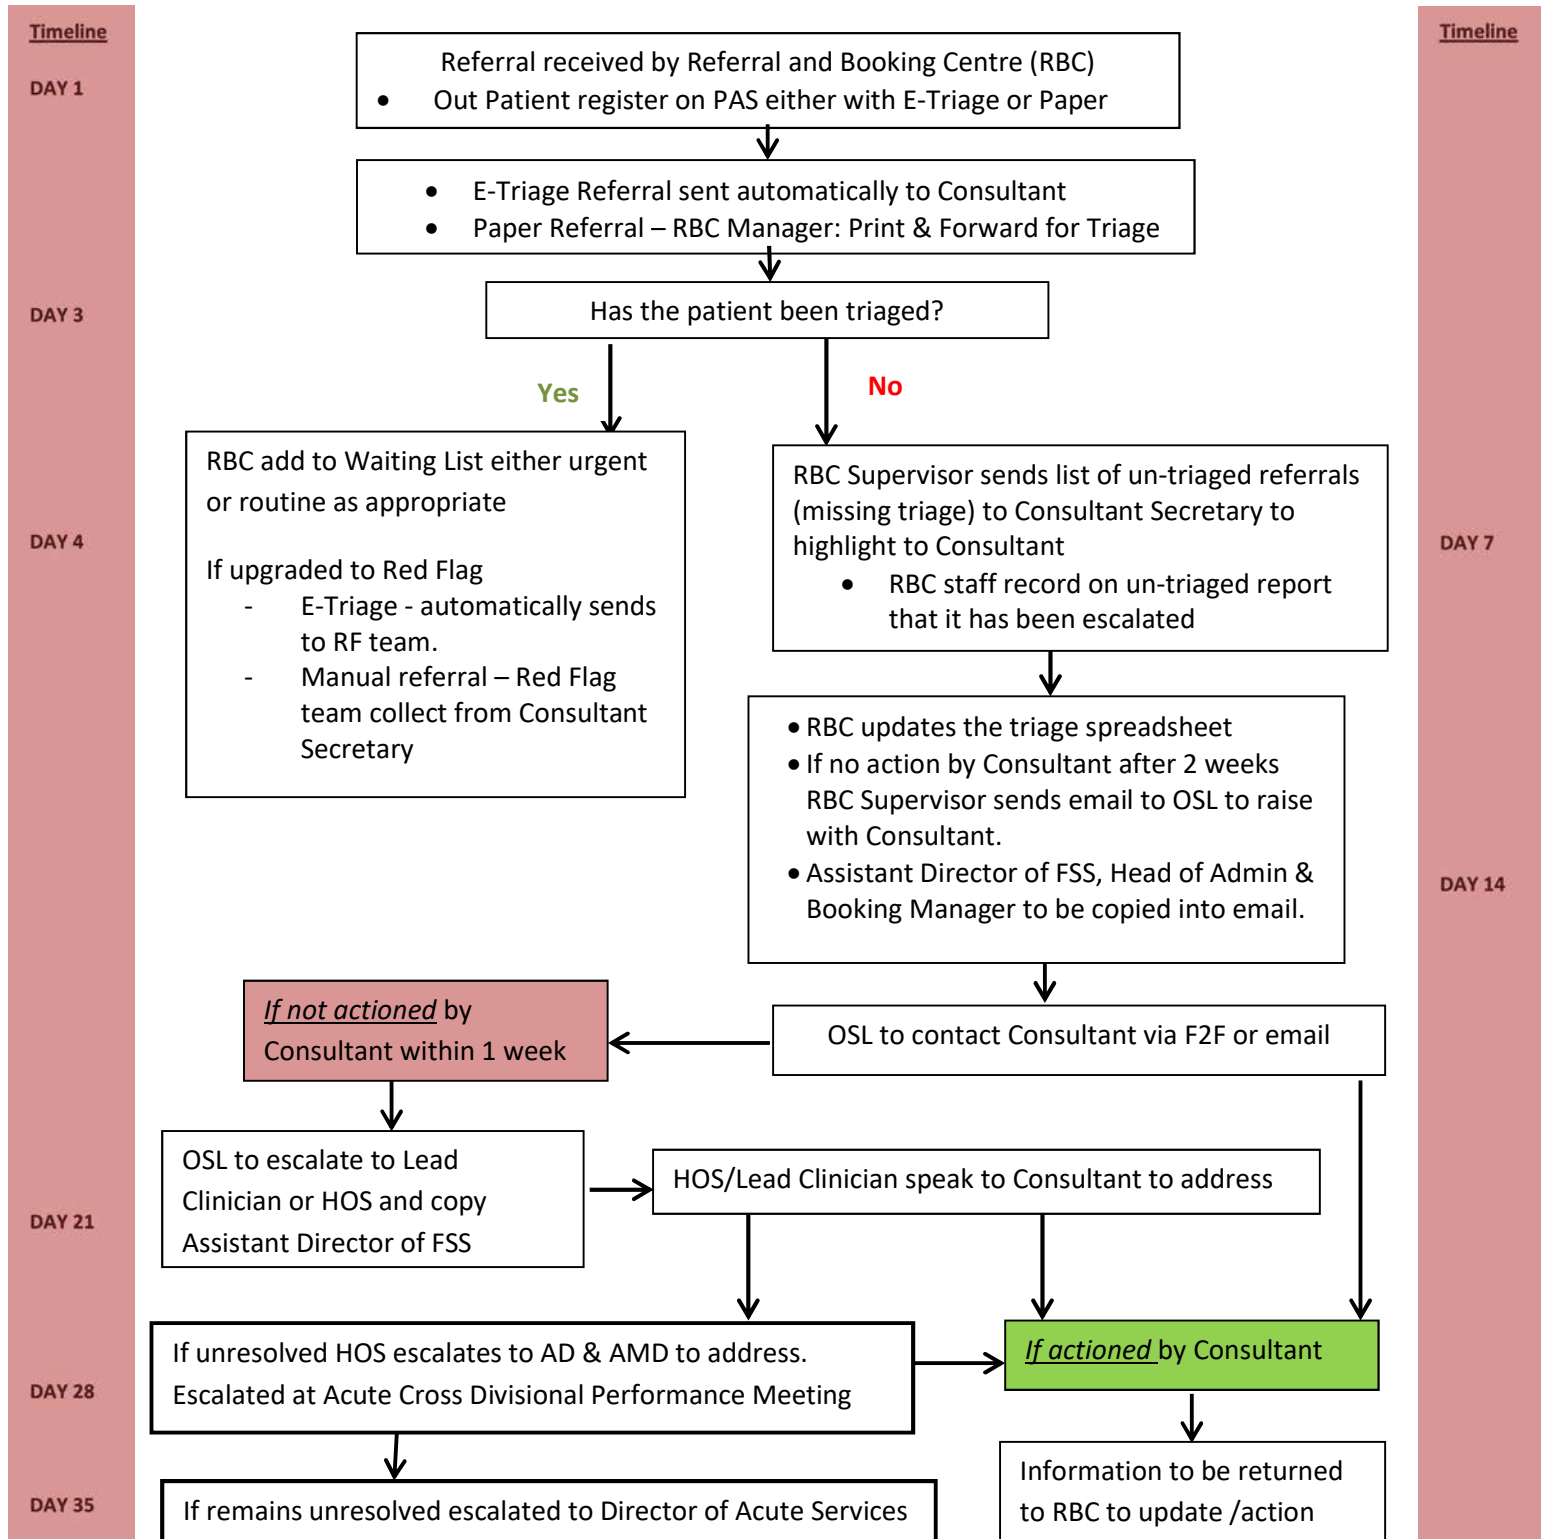 Timeline
Timeline
DAY 1
Referral received by Referral and Booking Centre (RBC)
• Out Patient register on PAS either with E-Triage or Paper
• E-Triage Referral sent automatically to Consultant
• Paper Referral – RBC Manager: Print & Forward for Triage
DAY 3
Has the patient been triaged?
Yes
No
RBC add to Waiting List either urgent
or routine as appropriate
If upgraded to Red Flag
- E-Triage - automatically sends
to RF team.
- Manual referral – Red Flag
team collect from Consultant
Secretary
DAY 4
RBC Supervisor sends list of un-triaged referrals
(missing triage) to Consultant Secretary to
highlight to Consultant
• RBC staff record on un-triaged report
that it has been escalated
DAY 7
• RBC updates the triage spreadsheet
• If no action by Consultant after 2 weeks
RBC Supervisor sends email to OSL to raise
with Consultant.
• Assistant Director of FSS, Head of Admin &
Booking Manager to be copied into email.
DAY 14
If not actioned by
Consultant within 1 week
OSL to contact Consultant via F2F or email
OSL to escalate to Lead
Clinician or HOS and copy
Assistant Director of FSS
DAY 21
HOS/Lead Clinician speak to Consultant to address
If unresolved HOS escalates to AD & AMD to address.
Escalated at Acute Cross Divisional Performance Meeting
DAY 28
If actioned by Consultant
DAY 35
If remains unresolved escalated to Director of Acute Services
Information to be returned
to RBC to update /action